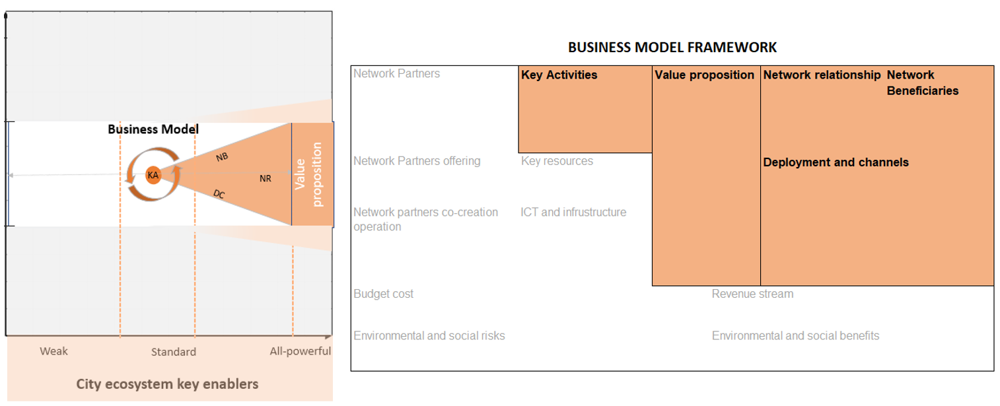 BUSINESS MODEL FRAMEWORK
Network Partners
Key Activities
Value proposition
Network relationship
Network
Beneficiaries
Network Partners offering
Key resources
Deployment and channels
Network partners co-creation
operation
ICT and infrustructure
Budget cost
Revenue stream
Environmental and social risks
Environmental and social benefits
Business Model
NB
KA
NR
DC
Value
proposition
Weak
Standard
All-powerful
City ecosystem key enablers